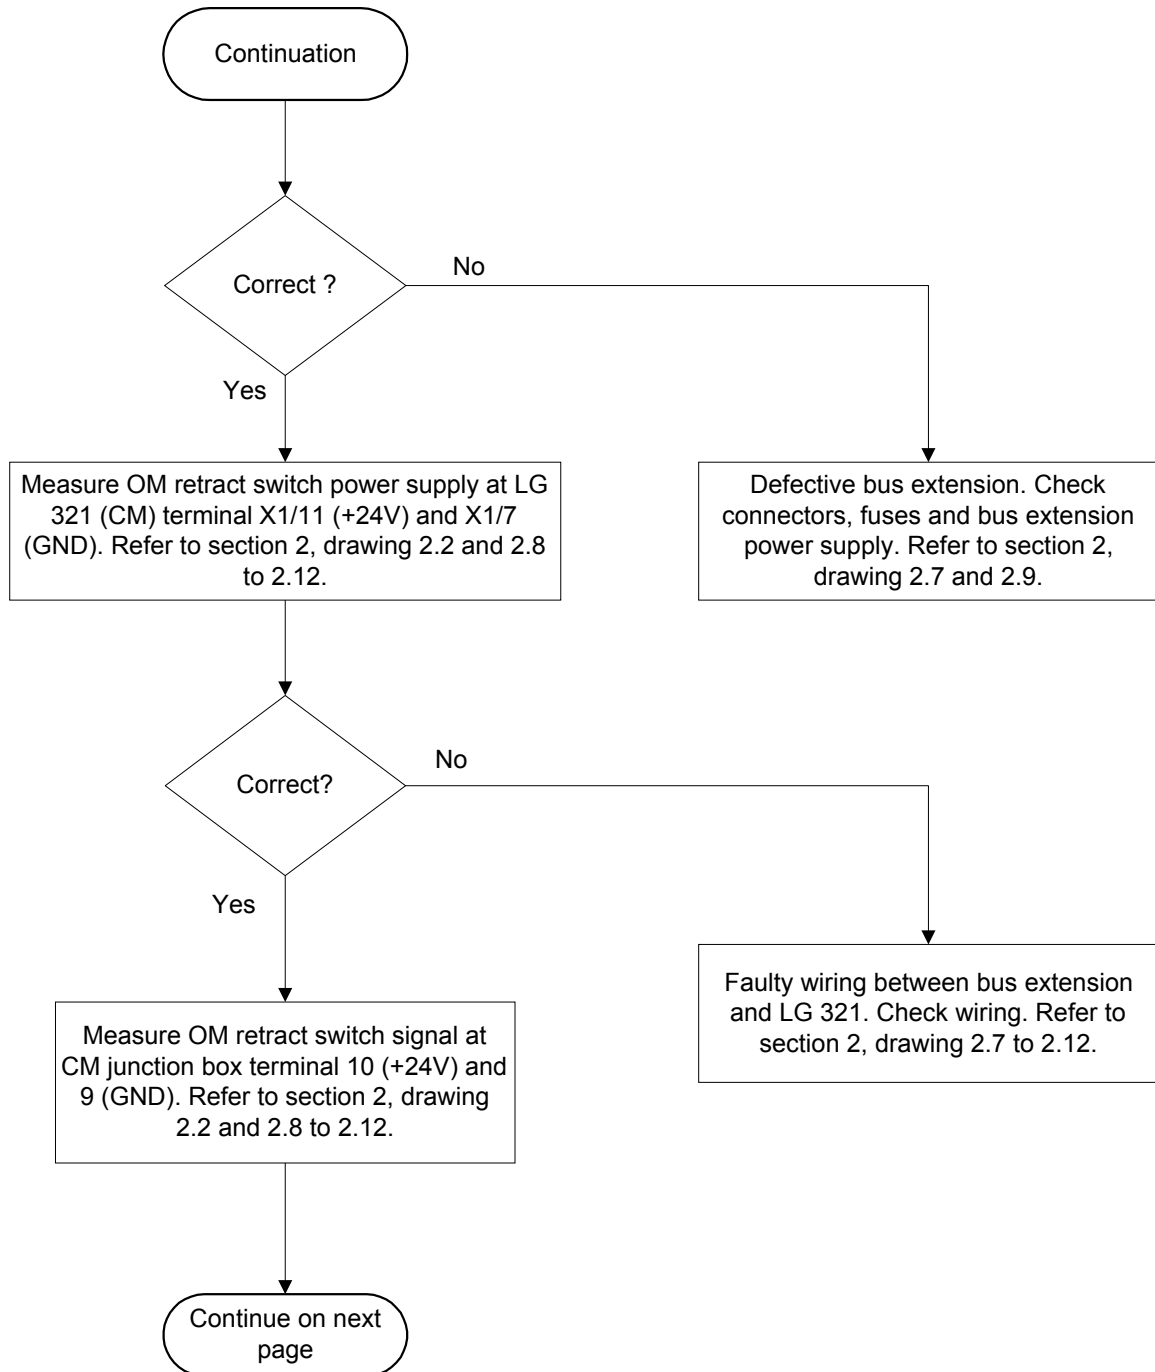 Continuation
Correct ?
No
Yes
Measure OM retract switch power supply at LG
321 (CM) terminal X1/11 (+24V) and X1/7
(GND). Refer to section 2, drawing 2.2 and 2.8
to 2.12.
Defective bus extension. Check
connectors, fuses and bus extension
power supply. Refer to section 2,
drawing 2.7 and 2.9.
Correct?
No
Yes
Faulty wiring between bus extension
and LG 321. Check wiring. Refer to
section 2, drawing 2.7 to 2.12.
Measure OM retract switch signal at
CM junction box terminal 10 (+24V) and
9 (GND). Refer to section 2, drawing
2.2 and 2.8 to 2.12.
Continue on next
page